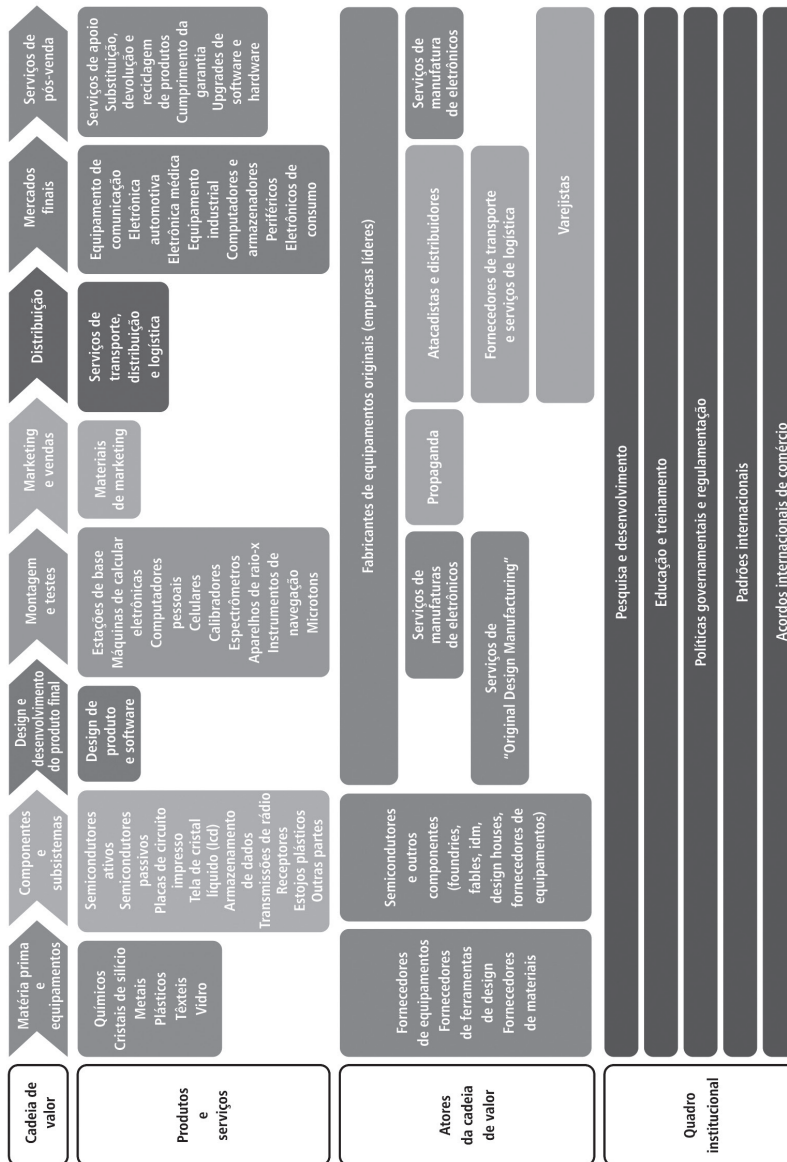 Cadeia de
valor
Matéria prima
e
equipamentos
Componentes
e
subsistemas
Design e
desenvolvimento
do produto final
Montagem
e testes
Marketing
e vendas
Distribuição
Mercados
finais
Serviços de
pós-venda
Produtos
e
serviços
Químicos
Cristais de silício
Metais
Plásticos
Têxteis
Vidro
Semicondutores
ativos
Semicondutores
passivos
Placas de circuito
impresso
Tela de cristal
líquido (lcd)
Armazenamento
de dados
Transmissões de rádio
Receptores
Estojos plásticos
Outras partes
Design de
produto
e software
Estações de base
Máquinas de calcular
eletrônicas
Computadores
pessoais
Celulares
Calibradores
Espectrómetros
Aparelhos de raio-x
Instrumentos de
navegação
Microtons
Materiais
de marketing
Serviços de
transporte,
distribuição
e logística
Equipamento de
comunicação
Eletrônica
automotiva
Eletrônica médica
Equipamento
industrial
Computadores e
armazenadores
Periféricos
Eletrônicos de
consumo
Serviços de apoio
Substituição,
devolução e
reciclagem
de produtos
Cumprimento da
garantia
Upgrades de
software e
hardware
Atores
da cadeia
de valor
Fornecedores
de equipamentos
Fornecedores
de ferramentas
de design
Fornecedores
de materiais
Semicondutores
e outros
componentes
(foundries,
fables, idm,
design houses,
fornecedores de
equipamentos)
Fabricantes de equipamentos originais (empresas líderes)
Serviços de
manufaturas
de eletrônicos
Propaganda
Atacadistas e distribuidores
Serviços de
manufatura
de eletrônicos
Serviços de
“Original Design Manufacturing”
Fornecedores de transporte
e serviços de logística
Varejistas
Quadro
institucional
Pesquisa e desenvolvimento
Educação e treinamento
Políticas governamentais e regulamentação
Padrões internacionais
Acordos internacionais de comércio